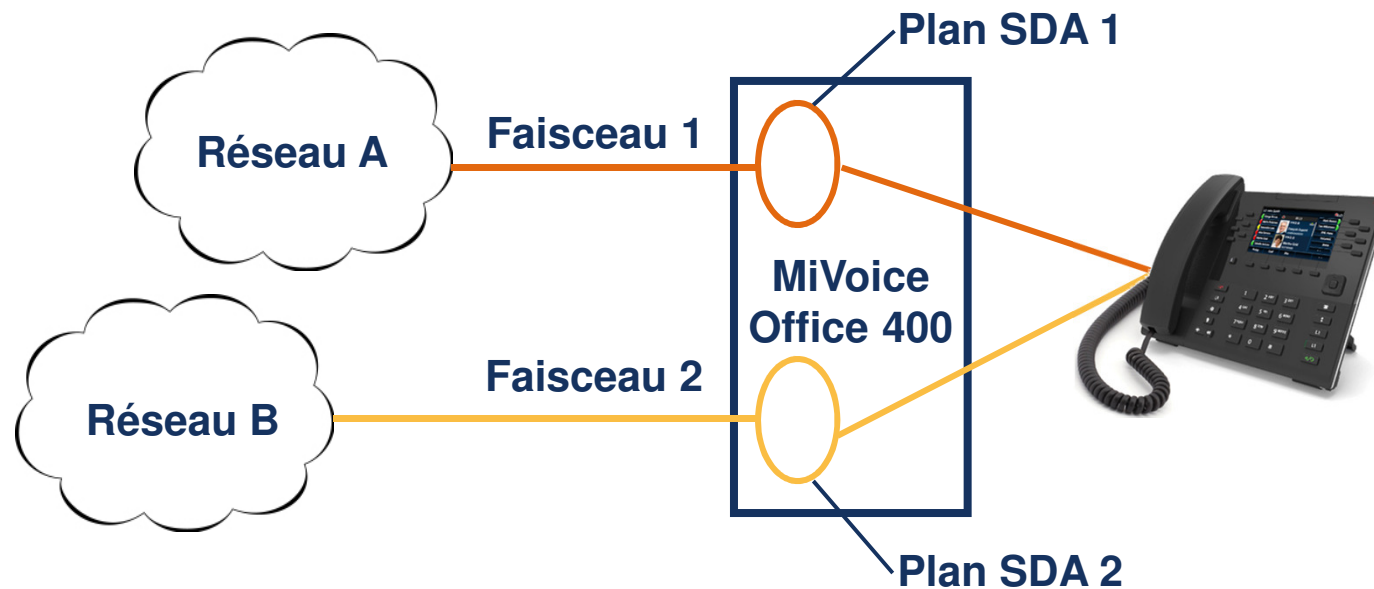 Plan SDA 1
Faisceau 1
Réseau A
MiVoice
Office 400
Faisceau 2
Réseau B
Plan SDA 2